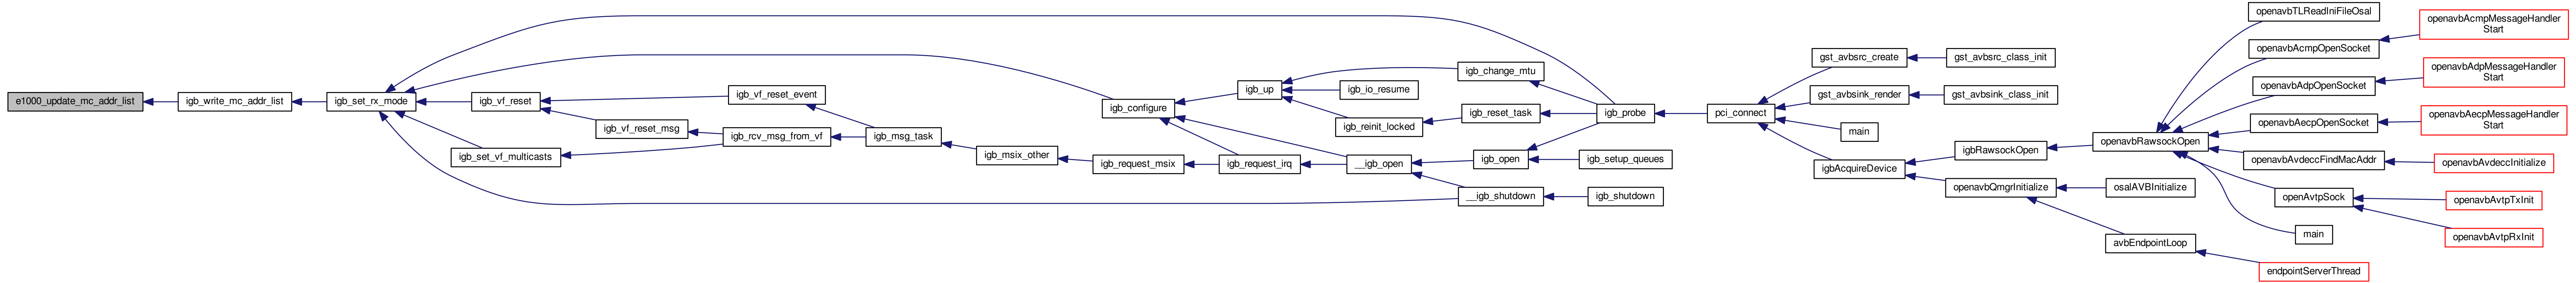 e1000_update_mc_addr_list
igb_write_mc_addr_list
igb_set_rx_mode
igb_vf_reset
igb_set_vf_multicasts
igb_vf_reset_event
igb_vf_reset_msg
igb_rcv_msg_from_vf
igb_msg_task
igb_msix_other
igb_configure
igb_request_msix
igb_up
igb_request_irq
igb_change_mtu
igb_io_resume
igb_reinit_locked
__igb_open
igb_reset_task
igb_open
__igb_shutdown
igb_probe
igb_setup_queues
igb_shutdown
pci_connect
gst_avbsrc_create
gst_avbsink_render
main
igbAcquireDevice
gst_avbsrc_class_init
gst_avbsink_class_init
igbRawsockOpen
openavbQmgrInitialize
openavbRawsockOpen
osalAVBInitialize
avbEndpointLoop
openavbTLReadIniFileOsal
openavbAcmpOpenSocket
openavbAdpOpenSocket
openavbAecpOpenSocket
openavbAvdeccFindMacAddr
openAvtpSock
main
endpointServerThread
openavbAcmpMessageHandler
Start
openavbAdpMessageHandler
Start
openavbAecpMessageHandler
Start
openavbAvdeccInitialize
openavbAvtpTxInit
openavbAvtpRxInit